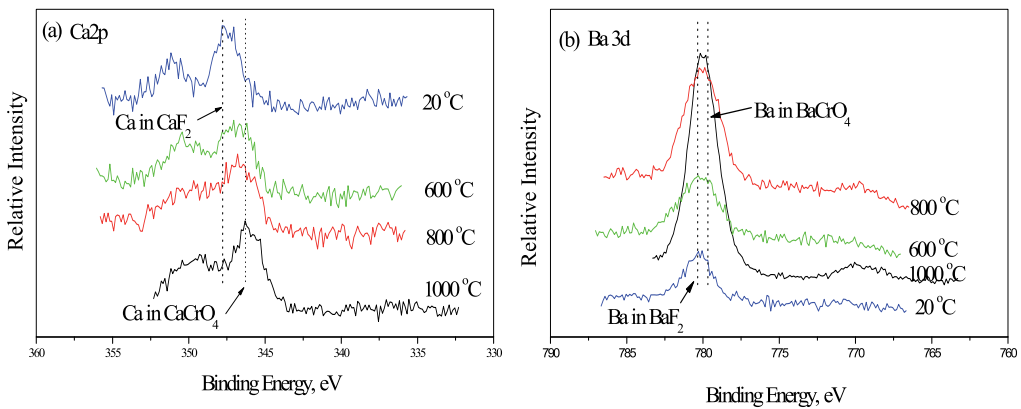 (a) Ca2p
Relative Intensity
Ca in CaF₂
20 °C
600 °C
800 °C
1000 °C
Ca in CaCrO₄
360 355 350 345 340 335 330
Binding Energy, eV
(b) Ba 3d
Relative Intensity
Ba in BaCrO₄
800 °C
600 °C
1000 °C
Ba in BaF₂
20 °C
790 785 780 775 770 765 760
Binding Energy, eV